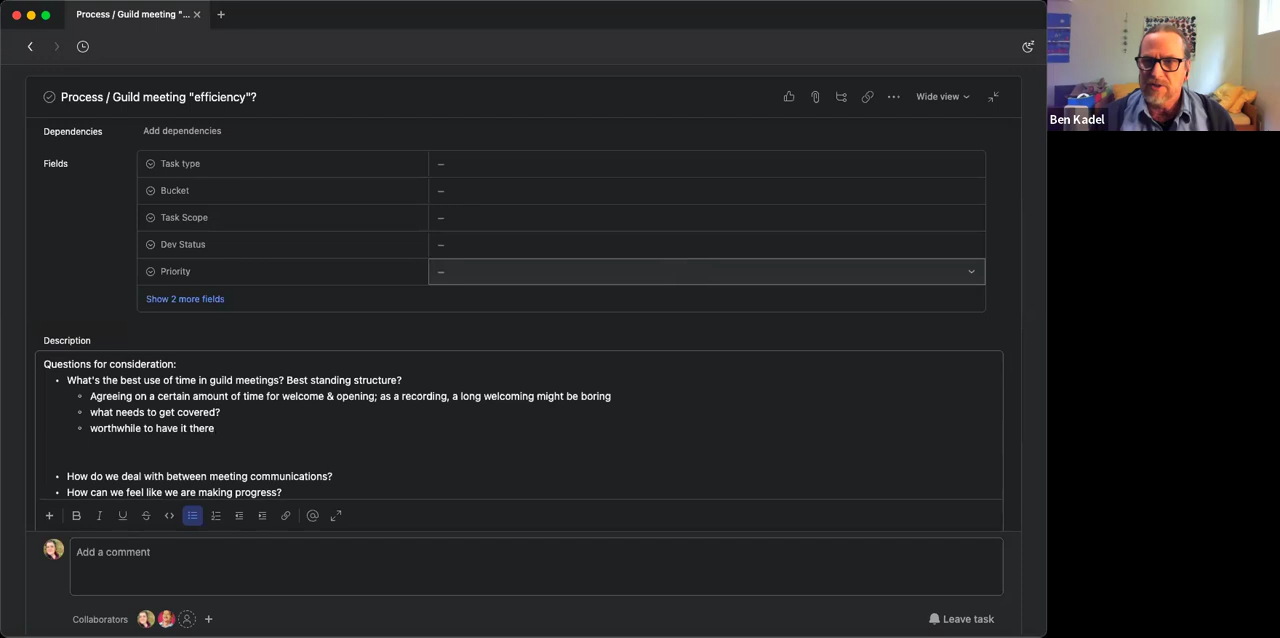 Process / Guild meeting "...
Process / Guild meeting "efficiency"?
Wide view
Dependencies
Add dependencies
Fields
Task type
–
Bucket
–
Task Scope
–
Dev Status
–
Priority
–
Show 2 more fields
Description
Questions for consideration:
What's the best use of time in guild meetings? Best standing structure?
Agreeing on a certain amount of time for welcome & opening; as a recording, a long welcoming might be boring
what needs to get covered?
worthwhile to have it there
How do we deal with between meeting communications?
How can we feel like we are making progress?
Add a comment
Collaborators
Leave task
Ben Kadel